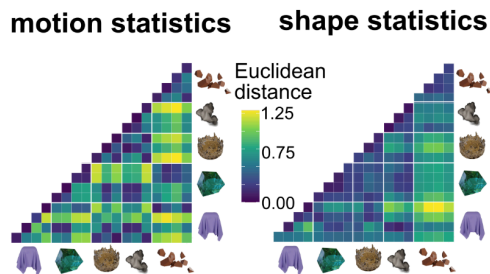 motion statistics
shape statistics
Euclidean
distance
1.25
0.75
0.00